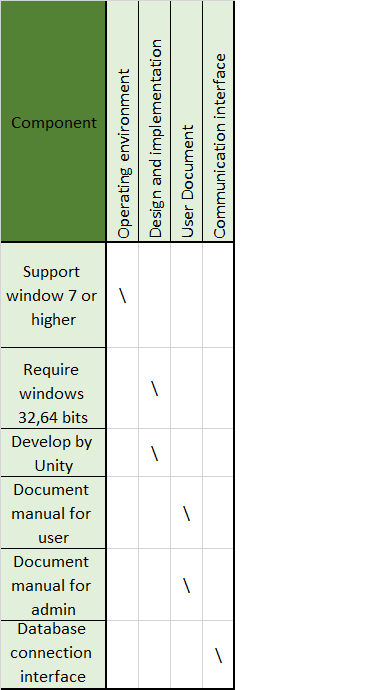 Component
Operating environment
Design and implementation
User Document
Communication interface
Support
window 7 or
higher
\
Require
windows
32,64 bits
\
Develop by
Unity
\
Document
manual for
user
\
Document
manual for
admin
\
Database
connection
interface
\